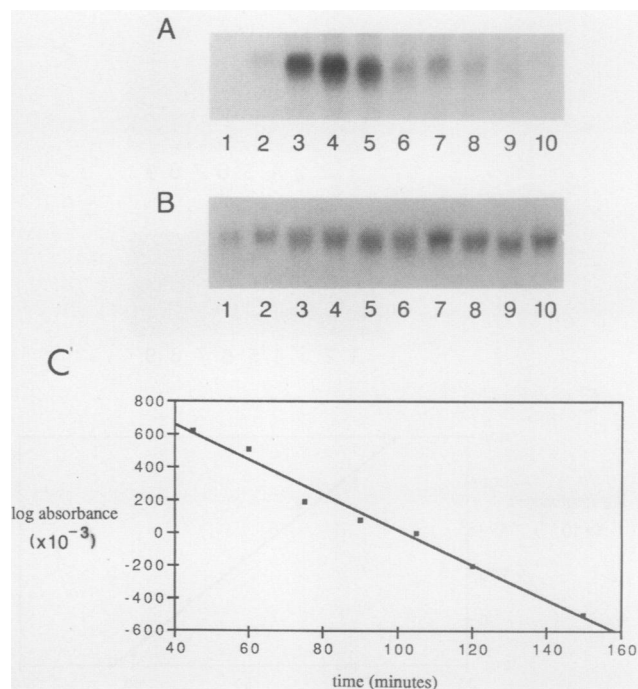 A
1 2 3 4 5 6 7 8 9 10
B
1 2 3 4 5 6 7 8 9 10
C
800
600
400
200
0
-200
-400
-600
log absorbance
(x10⁻³)
40 60 80 100 120 140 160
time (minutes)